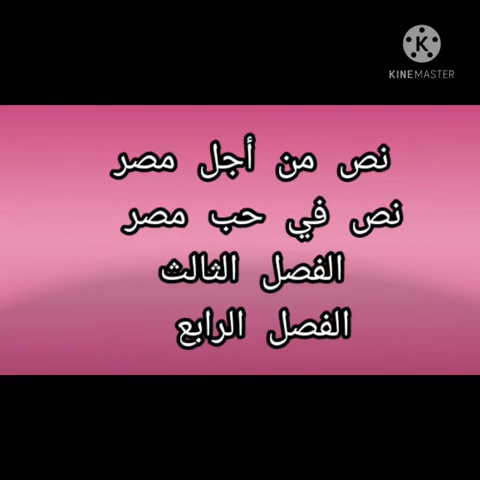 KINEMASTER
نص من أجل مصر
نص في حب مصر
الفصل الثالث
الفصل الرابع